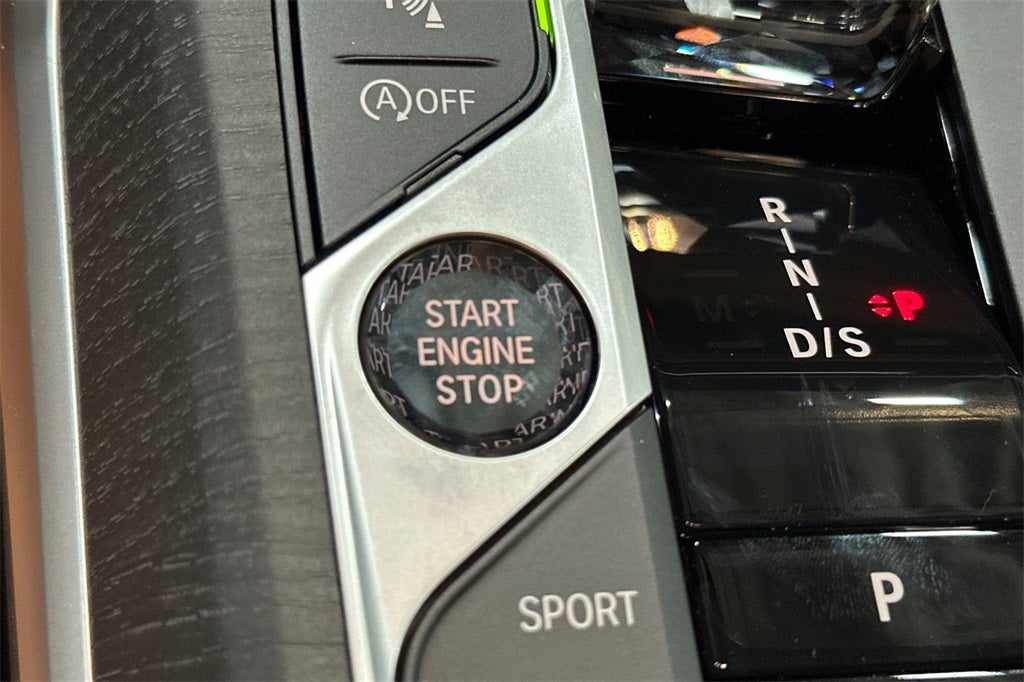 A OFF
START
ENGINE
STOP
SPORT
R
N
D/S
P
P